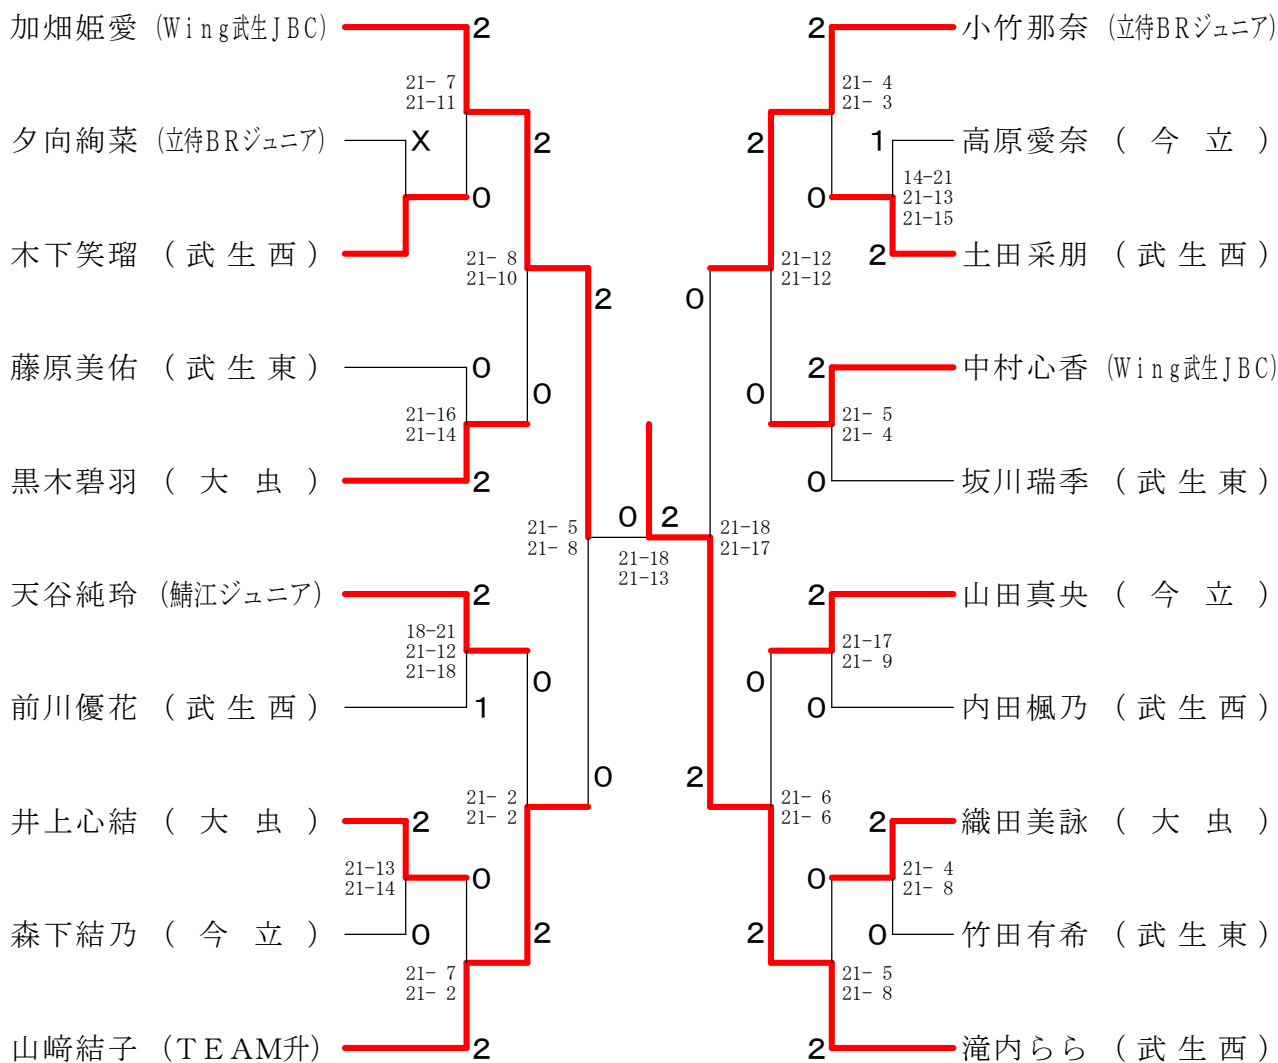 加畑姫愛 (Wing武生JBC) 2
21- 7
21-11
夕向絢菜 (立待BRジュニア) X
2
0
木下笑瑠 (武生西)
21- 8
21-10
2
藤原美佑 (武生東) 0
0
21-16
21-14
黒木碧羽 (大虫) 2
21- 5
21- 8
天谷純玲 (鯖江ジュニア) 2
18-21
21-12
21-18
0
前川優花 (武生西) 1
0
21- 2
21- 2
井上心結 (大虫) 2
21-13
21-14
0
森下結乃 (今立) 0
2
21- 7
21- 2
山﨑結子 (TEAM升) 2
0 2
21-18
21-13
2 小竹那奈 (立待BRジュニア)
21- 4
21- 3
1 高原愛奈 (今立)
2
14-21
21-13
21-15
0
2 土田采朋 (武生西)
21-12
21-12
0
2 中村心香 (Wing武生JBC)
0
21- 5
21- 4
0 坂川瑞季 (武生東)
21-18
21-17
2 山田真央 (今立)
21-17
21- 9
0
0 内田楓乃 (武生西)
2
21- 6
21- 6
2 織田美詠 (大虫)
21- 4
21- 8
0
0 竹田有希 (武生東)
2
21- 5
21- 8
2 滝内らら (武生西)